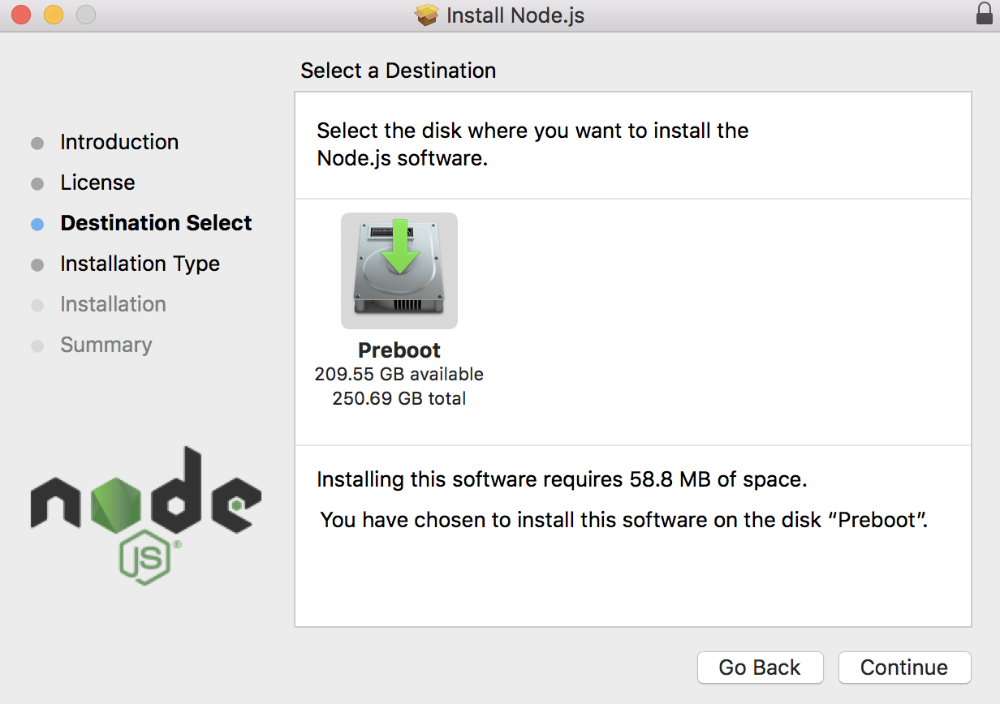 Install Node.js
Select a Destination
Introduction
License
Destination Select
Installation Type
Installation
Summary
Select the disk where you want to install the
Node.js software.
Preboot
209.55 GB available
250.69 GB total
Installing this software requires 58.8 MB of space.
You have chosen to install this software on the disk “Preboot”.
node
JS®
Go Back
Continue